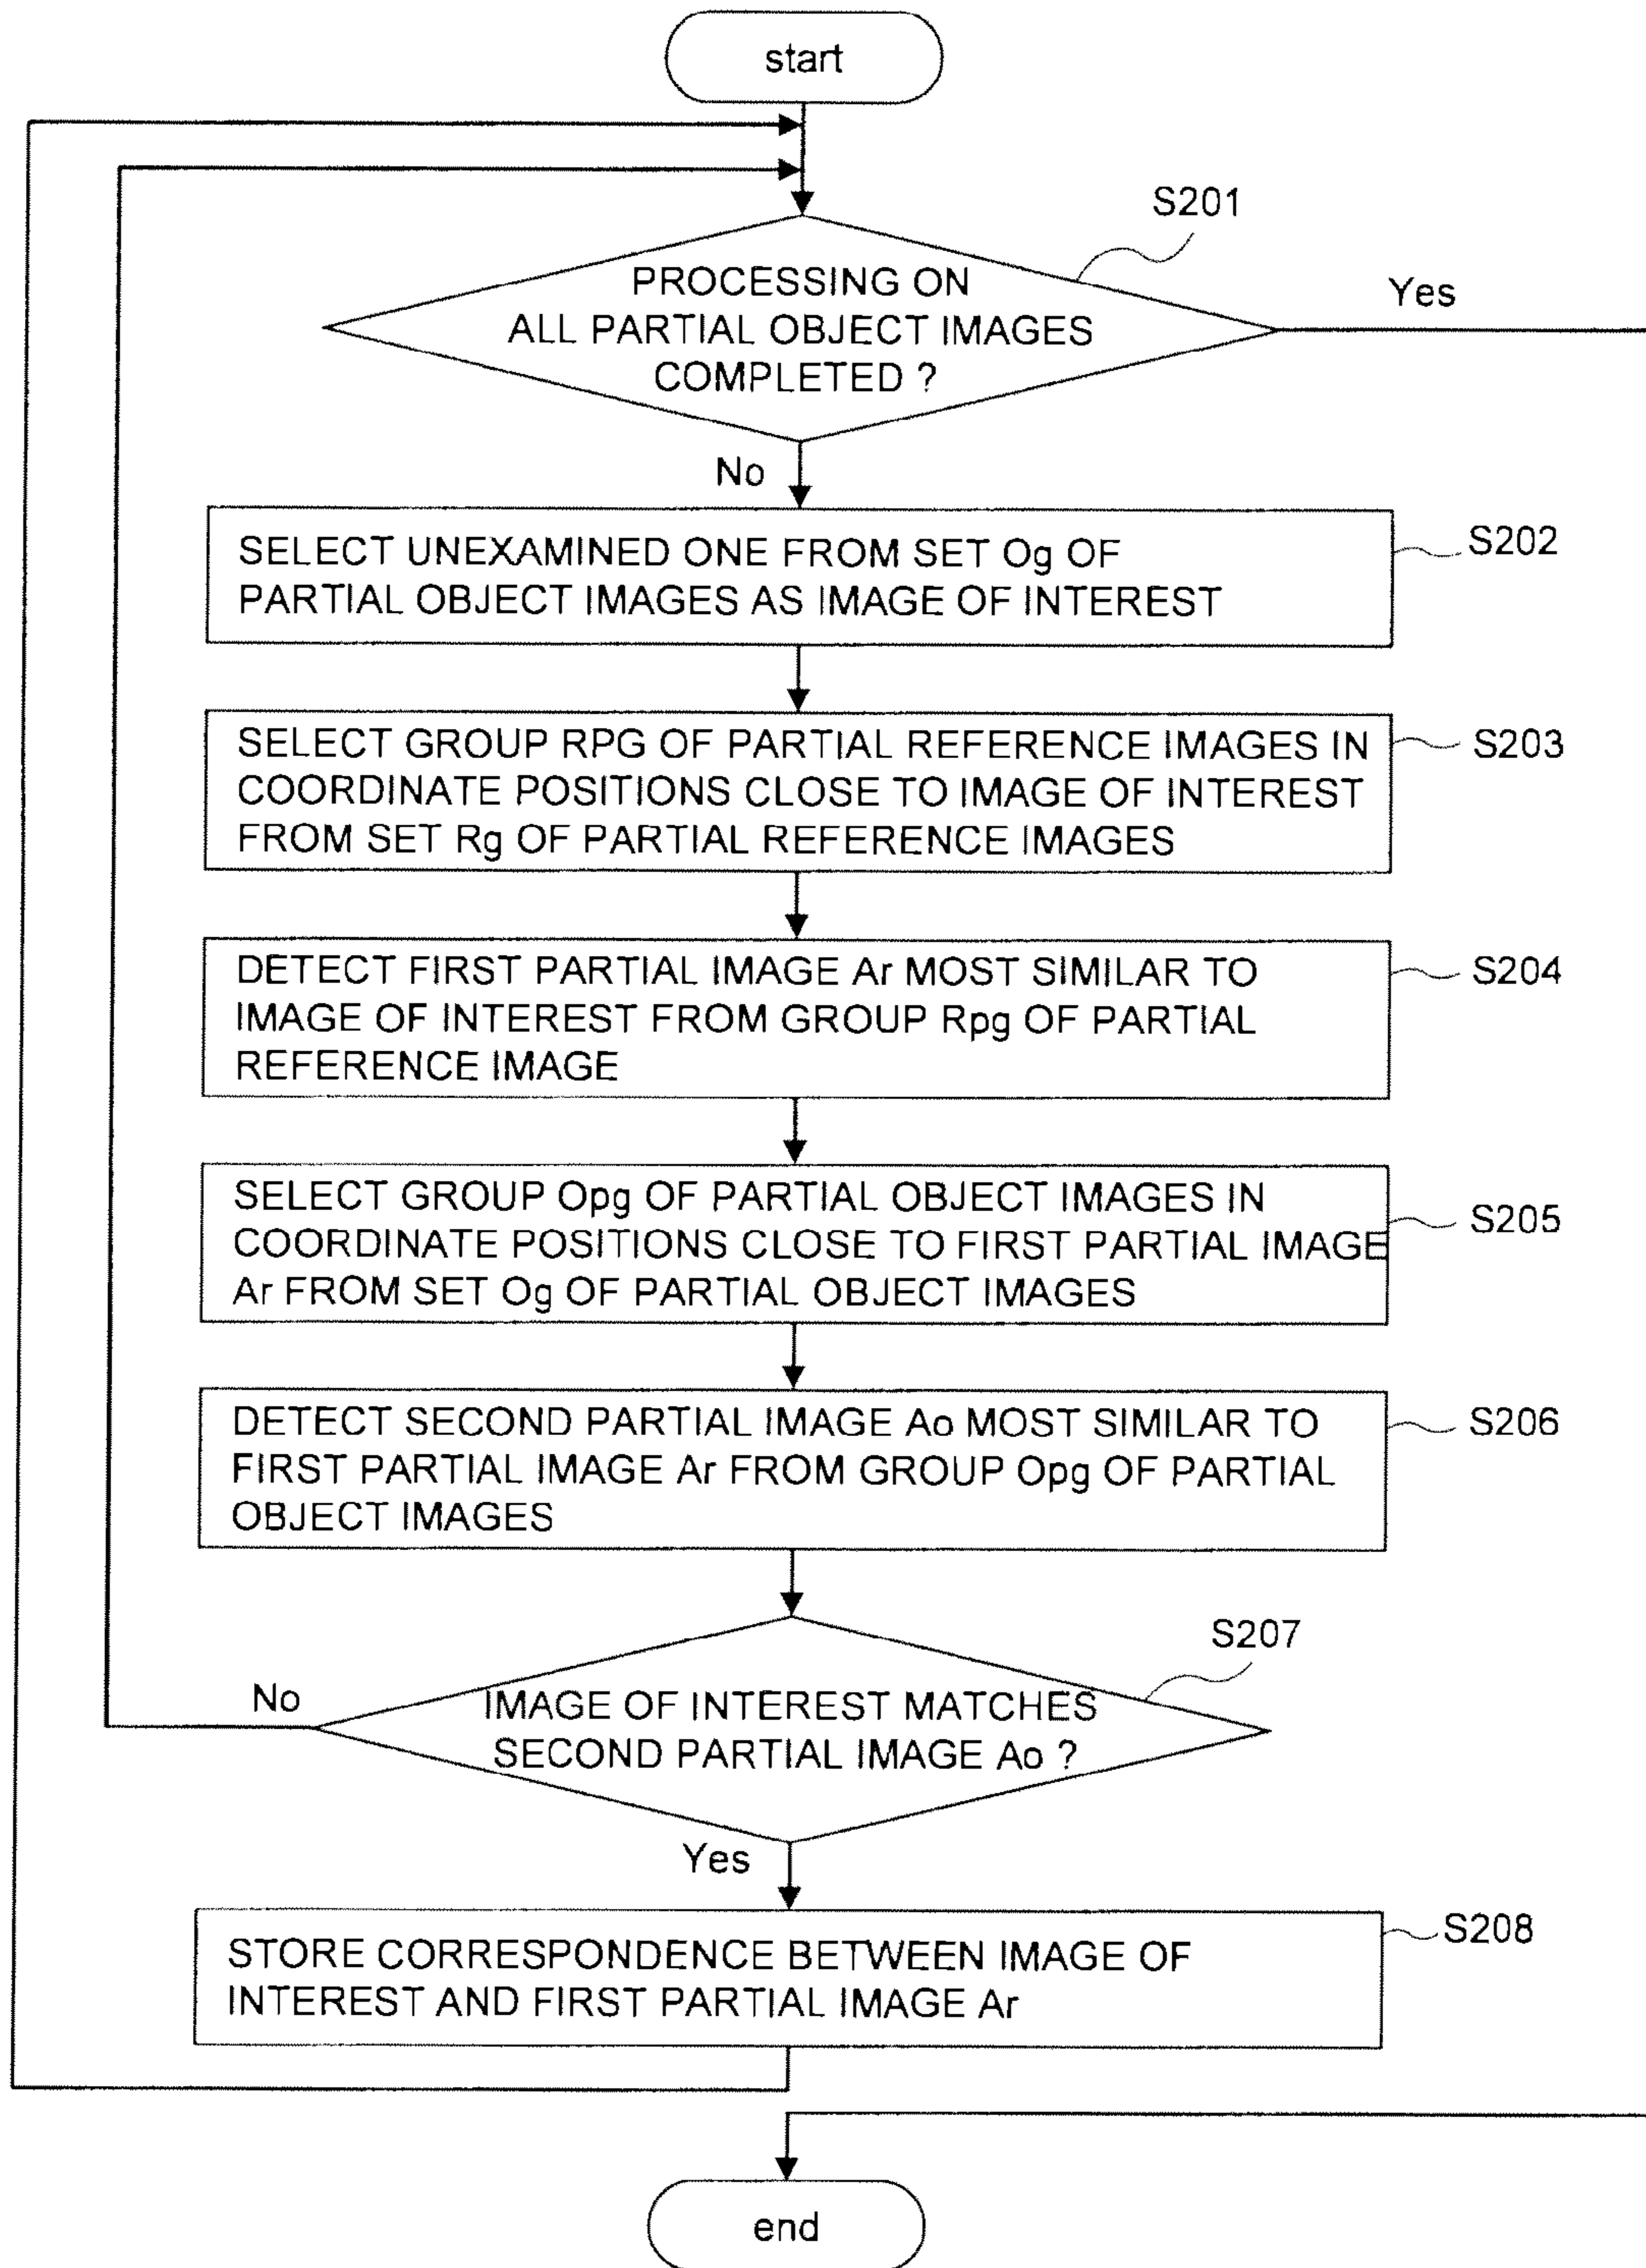 start
S201
PROCESSING ON
ALL PARTIAL OBJECT IMAGES
COMPLETED ?
Yes
No
SELECT UNEXAMINED ONE FROM SET Og OF
PARTIAL OBJECT IMAGES AS IMAGE OF INTEREST
S202
SELECT GROUP RPG OF PARTIAL REFERENCE IMAGES IN
COORDINATE POSITIONS CLOSE TO IMAGE OF INTEREST
FROM SET Rg OF PARTIAL REFERENCE IMAGES
S203
DETECT FIRST PARTIAL IMAGE Ar MOST SIMILAR TO
IMAGE OF INTEREST FROM GROUP Rpg OF PARTIAL
REFERENCE IMAGE
S204
SELECT GROUP Opg OF PARTIAL OBJECT IMAGES IN
COORDINATE POSITIONS CLOSE TO FIRST PARTIAL IMAGE
Ar FROM SET Og OF PARTIAL OBJECT IMAGES
S205
DETECT SECOND PARTIAL IMAGE Ao MOST SIMILAR TO
FIRST PARTIAL IMAGE Ar FROM GROUP Opg OF PARTIAL
OBJECT IMAGES
S206
S207
No
IMAGE OF INTEREST MATCHES
SECOND PARTIAL IMAGE Ao ?
Yes
STORE CORRESPONDENCE BETWEEN IMAGE OF
INTEREST AND FIRST PARTIAL IMAGE Ar
S208
end